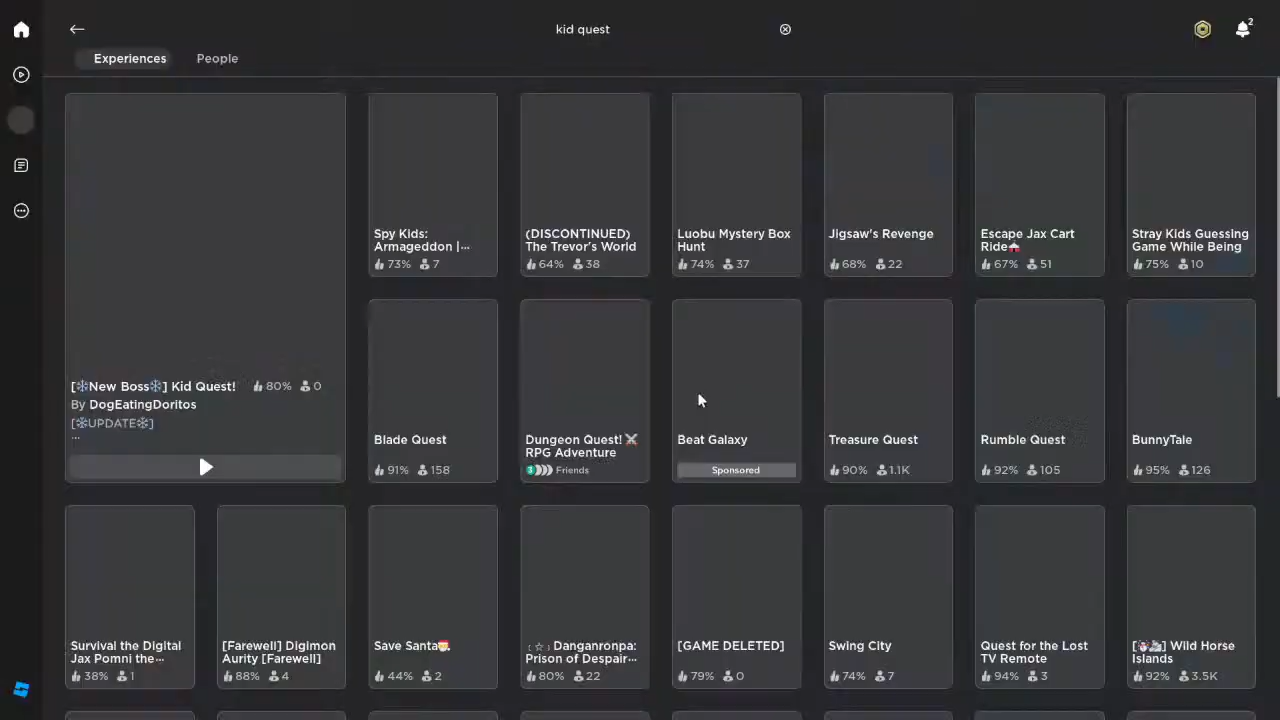 kid quest
2
Experiences
People
[❄New Boss❄] Kid Quest!
80% 0
By DogEatingDoritos
[❄UPDATE❄]
...
Spy Kids:
Armageddon |...
73% 7
(DISCONTINUED)
The Trevor's World
64% 38
Luobu Mystery Box
Hunt
74% 37
Jigsaw's Revenge
68% 22
Escape Jax Cart
Ride🎪
67% 51
Stray Kids Guessing
Game While Being
75% 10
Blade Quest
91% 158
Dungeon Quest! ⚔
RPG Adventure
Friends
Beat Galaxy
Sponsored
Treasure Quest
90% 1.1K
Rumble Quest
92% 105
BunnyTale
95% 126
Survival the Digital
Jax Pomni the...
38% 1
[Farewell] Digimon
Aurity [Farewell]
88% 4
Save Santa🎅
44% 2
Danganronpa:
Prison of Despair...
80% 22
[GAME DELETED]
79% 0
Swing City
74% 7
Quest for the Lost
TV Remote
94% 3
Wild Horse
Islands
92% 3.5K